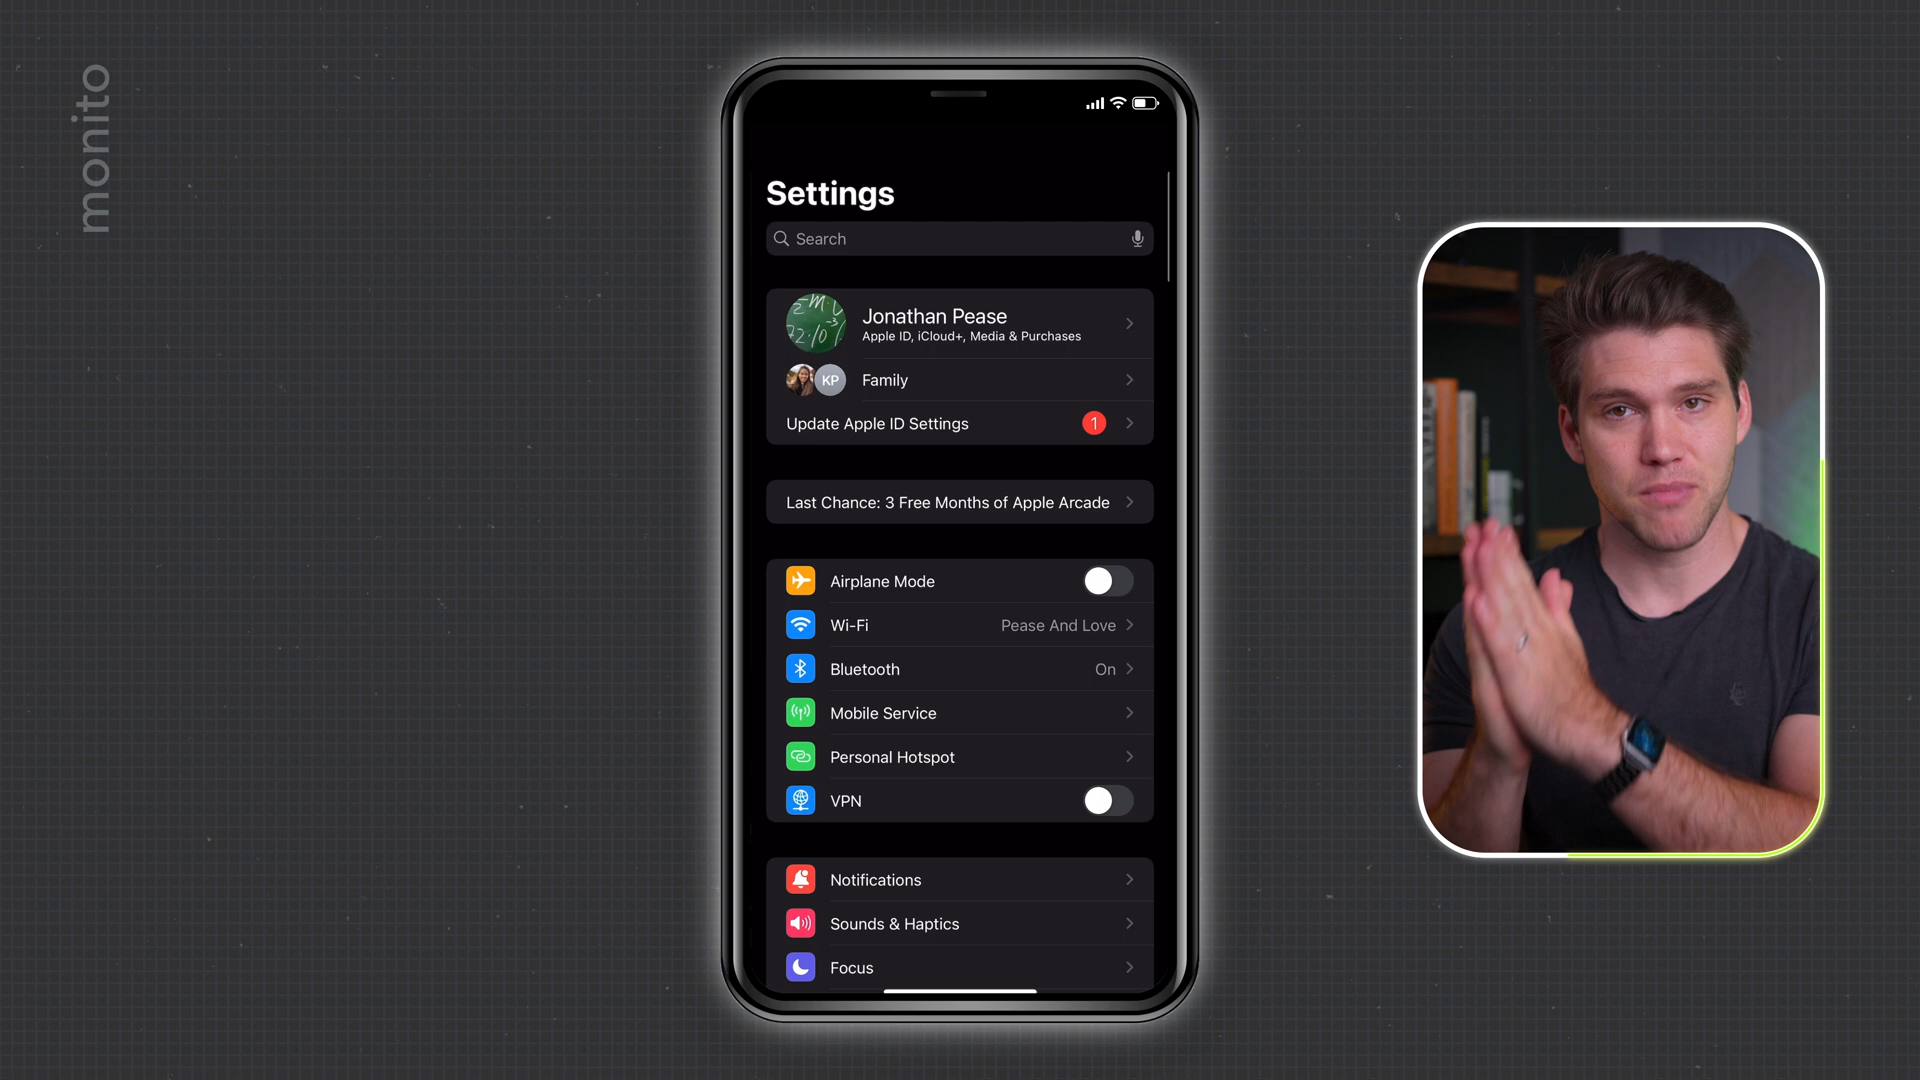 monito
Settings
Search
Jonathan Pease
Apple ID, iCloud+, Media & Purchases
KP
Family
Update Apple ID Settings
1
Last Chance: 3 Free Months of Apple Arcade
Airplane Mode
Wi-Fi
Pease And Love
Bluetooth
On
Mobile Service
Personal Hotspot
VPN
Notifications
Sounds & Haptics
Focus